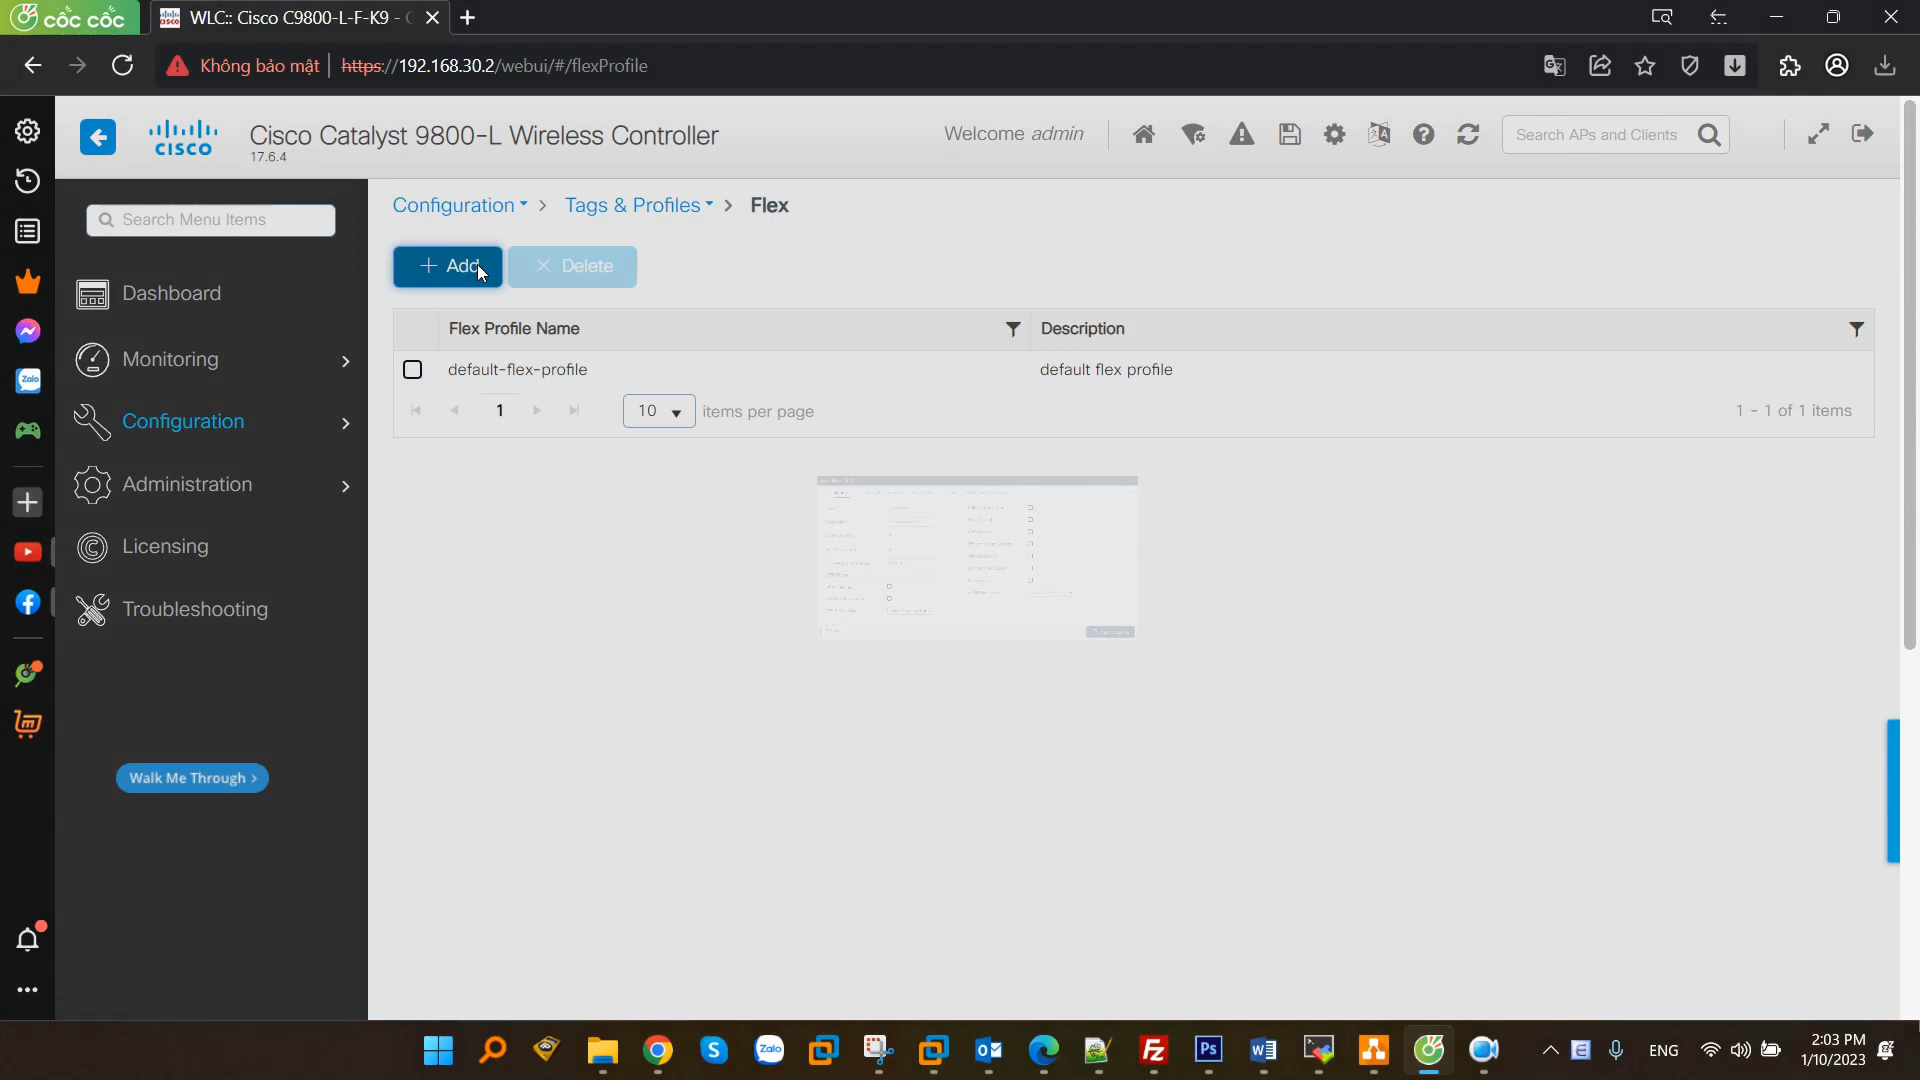 cốc cốc
WLC:: Cisco C9800-L-F-K9 -
Không bảo mật
https://192.168.30.2/webui/#/flexProfile
CISCO
Cisco Catalyst 9800-L Wireless Controller
17.6.4
Welcome admin
Search APs and Clients
Search Menu Items
Dashboard
Monitoring
Configuration
Administration
Licensing
Troubleshooting
Walk Me Through >
Configuration > Tags & Profiles > Flex
+ Add
× Delete
Flex Profile Name
Description
default-flex-profile
default flex profile
1
10
items per page
1 - 1 of 1 items
Zalo
Zalo
ENG
2:03 PM
1/10/2023